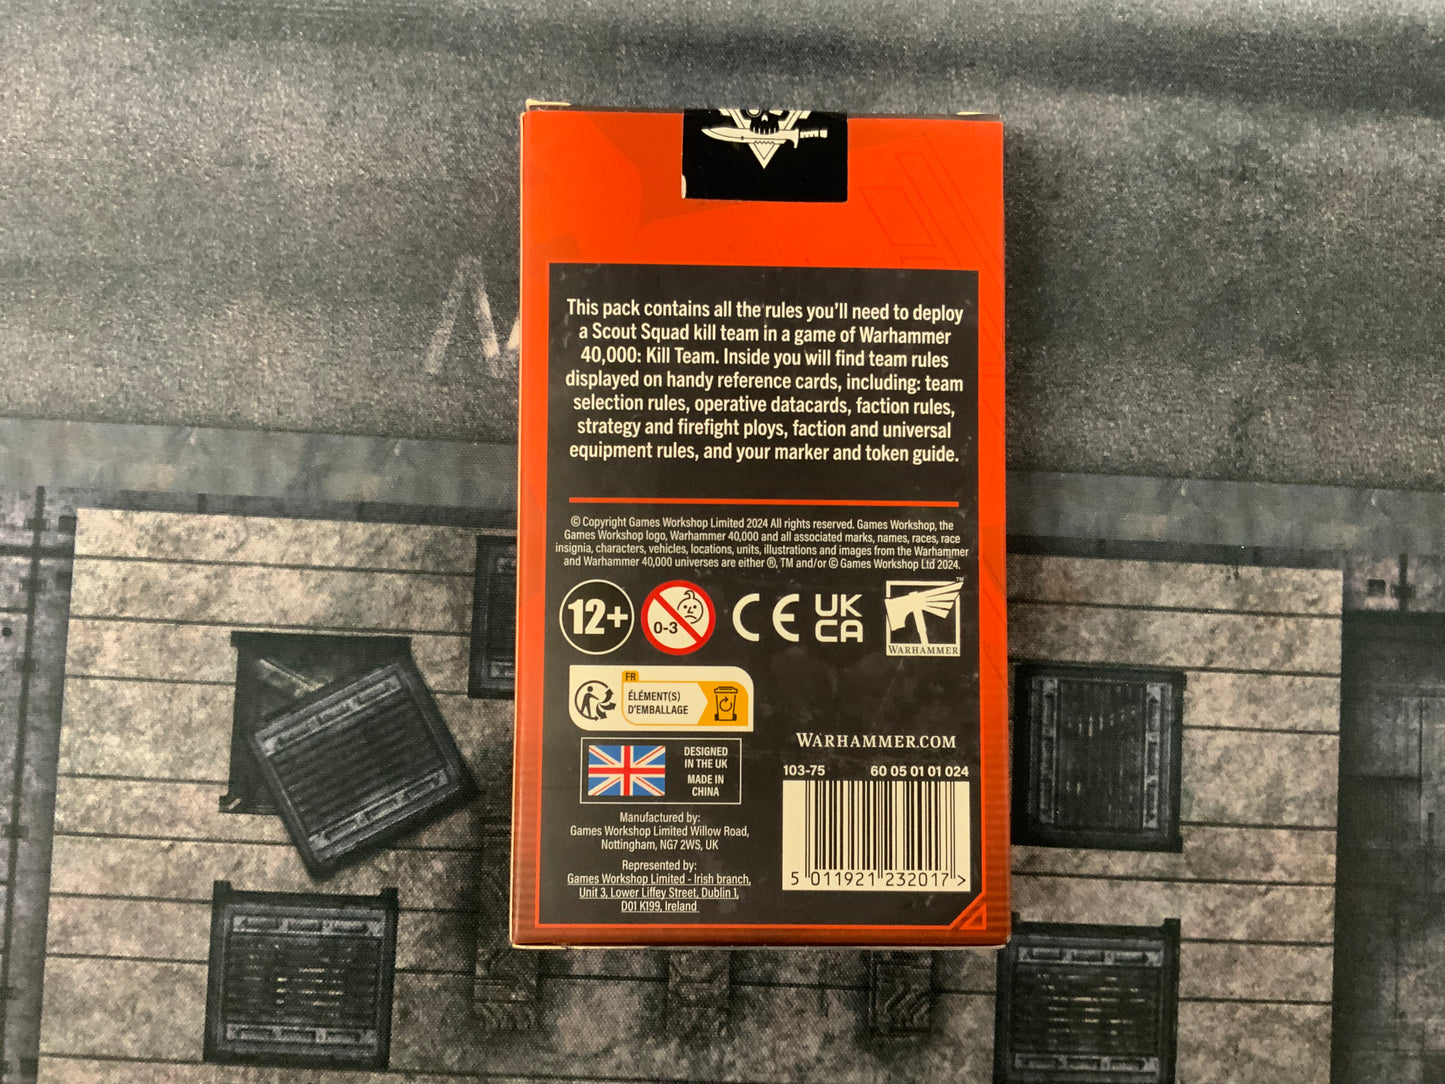 This pack contains all the rules you'll need to deploy
a Scout Squad kill team in a game of Warhammer
40,000: Kill Team. Inside you will find team rules
displayed on handy reference cards, including: team
selection rules, operative datacards, faction rules,
strategy and firefight ploys, faction and universal
equipment rules, and your marker and token guide.
© Copyright Games Workshop Limited 2024 All rights reserved. Games Workshop, the
Games Workshop logo, Warhammer 40,000 and all associated marks, names, races, race
insignia, characters, vehicles, locations, units, illustrations and images from the Warhammer
and Warhammer 40,000 universes are either ®, TM and/or © Games Workshop Ltd 2024.
12+
0-3
CE
UK
CA
TM
WARHAMMER
FR
ÉLÉMENT(S)
D'EMBALLAGE
DESIGNED
IN THE UK
MADE IN
CHINA
WARHAMMER.COM
103-75 60 05 01 01 024
5 011921 232017 >
Manufactured by:
Games Workshop Limited Willow Road,
Nottingham, NG7 2WS, UK
Represented by:
Games Workshop Limited - Irish branch,
Unit 3, Lower Liffey Street, Dublin 1,
D01 K199, Ireland